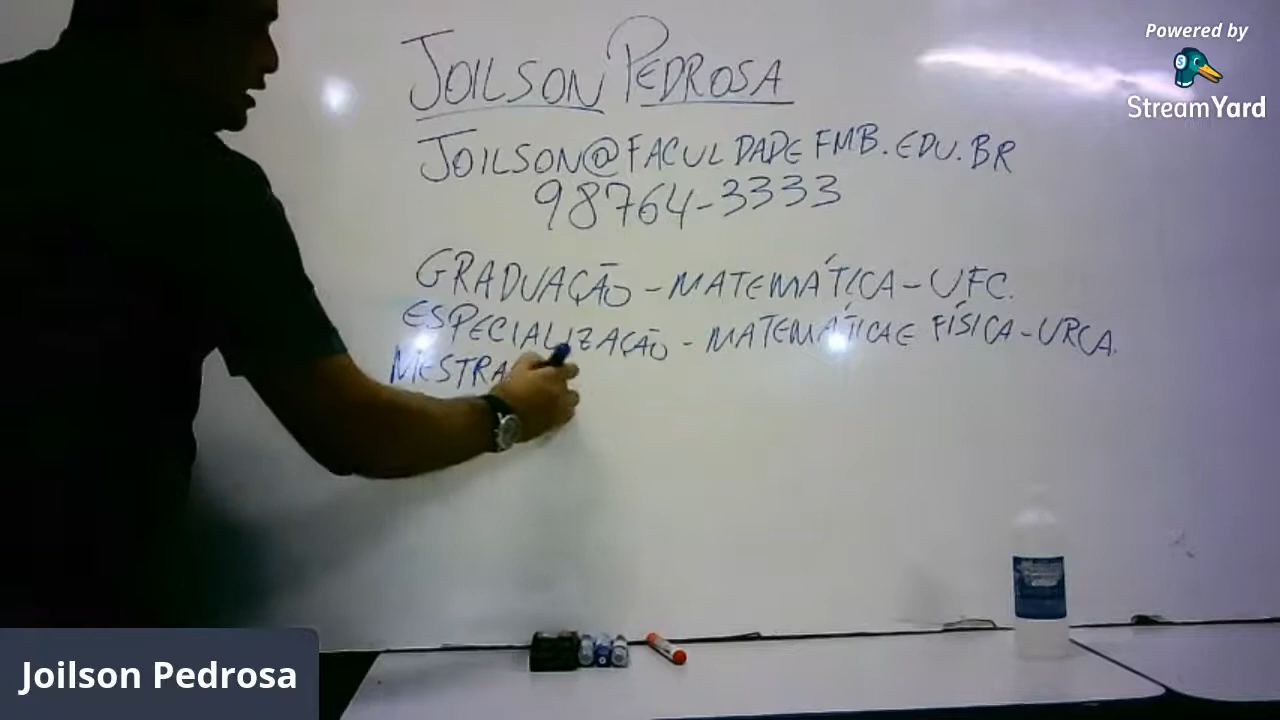 Powered by
StreamYard
JOILSON PEDROSA
JOILSON@FACULDADEFMB.EDU.BR
98764-3333
GRADUAÇÃO - MATEMÁTICA - UFC.
ESPECIALIZAÇÃO - MATEMÁTICA E FÍSICA - URCA.
MESTRA
Joilson Pedrosa